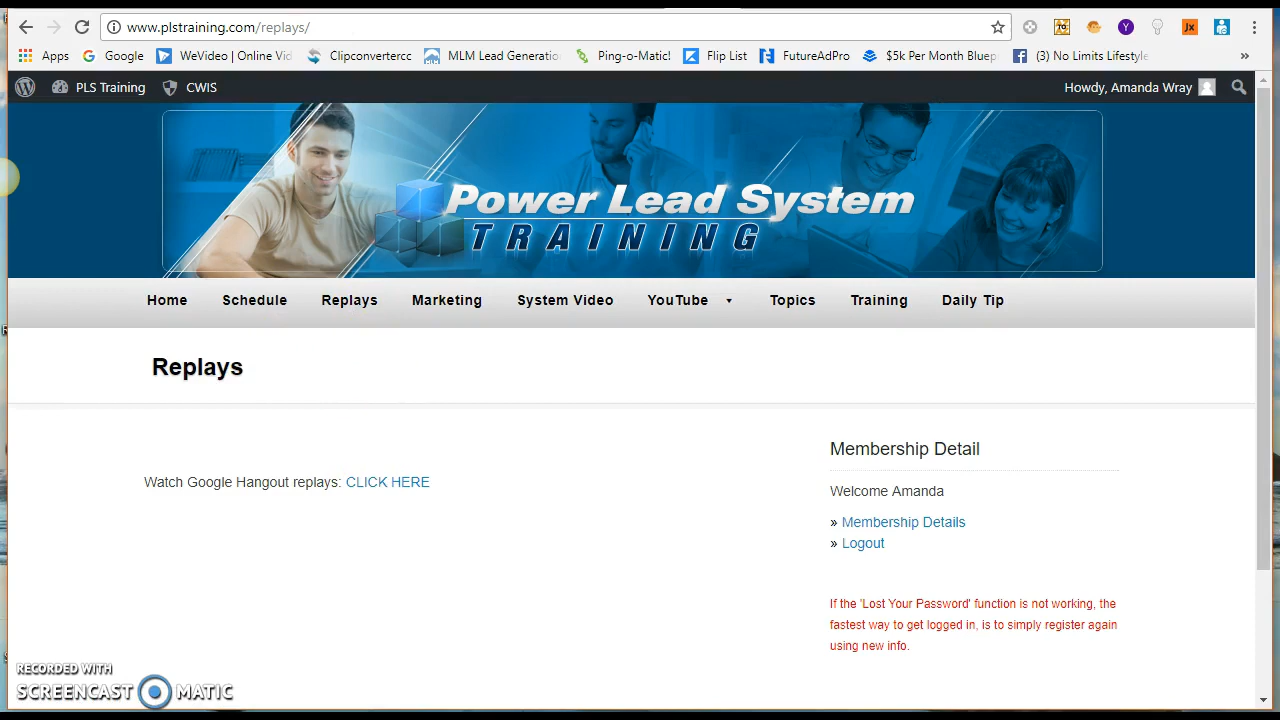 www.plstraining.com/replays/
70 Y Jx
Apps Google WeVideo | Online Vid Clipconvertercc MLM Lead Generatio Ping-o-Matic! Flip List FutureAdPro $5k Per Month Bluep (3) No Limits Lifestyle »
PLS Training CWIS Howdy, Amanda Wray
Power Lead System
TRAINING
Home Schedule Replays Marketing System Video YouTube Topics Training Daily Tip
Replays
Membership Detail
Watch Google Hangout replays: CLICK HERE
Welcome Amanda
» Membership Details
» Logout
If the 'Lost Your Password' function is not working, the
fastest way to get logged in, is to simply register again
using new info.
RECORDED WITH
SCREENCAST MATIC